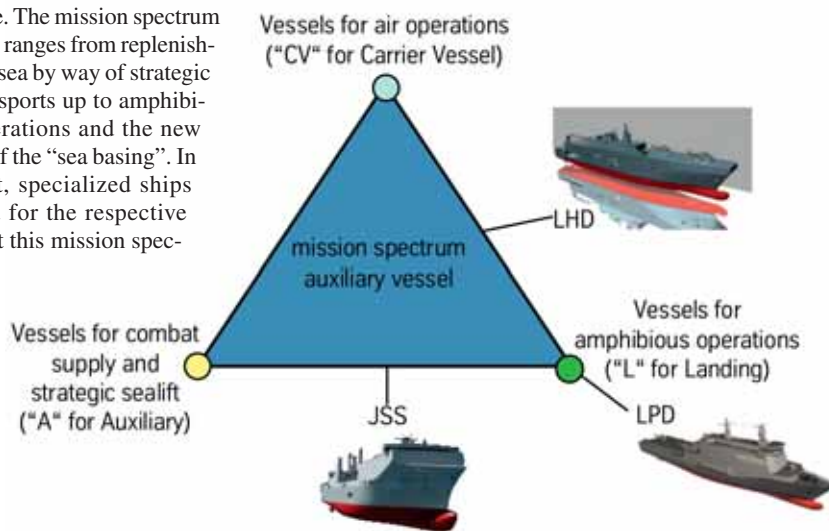 e. The mission spectrum
ranges from replenish-
sea by way of strategic
sports up to amphibi-
erations and the new
f the “sea basing”. In
t, specialized ships
for the respective
t this mission spec-
Vessels for air operations
(“CV“ for Carrier Vessel)
LHD
mission spectrum
auxiliary vessel
Vessels for combat
supply and
strategic sealift
(“A“ for Auxiliary)
Vessels for
amphibious operations
(“L“ for Landing)
JSS
LPD